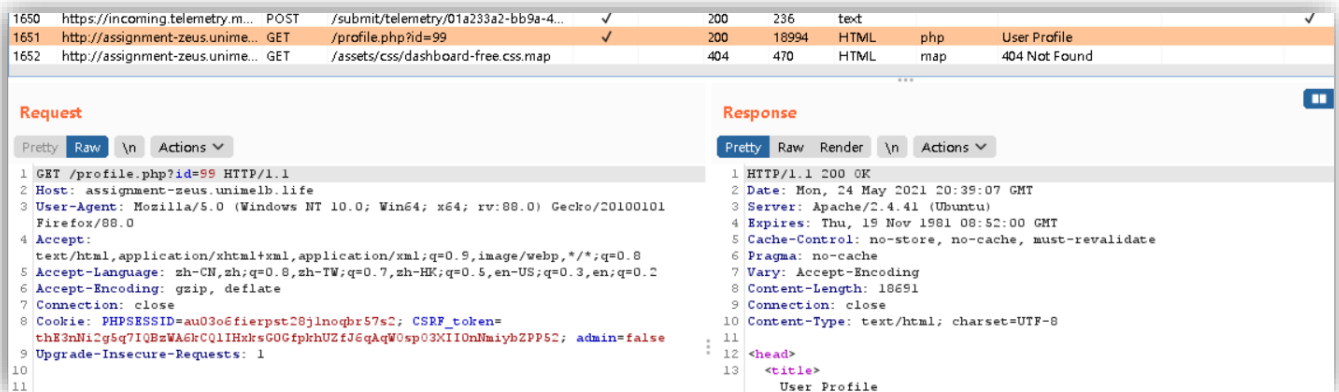 1650 https://incoming.telemetry.m... POST /submit/telemetry/01a233a2-bb9a-4... ✓ 200 236 text ✓
1651 http://assignment-zeus.unime... GET /profile.php?id=99 ✓ 200 18994 HTML php User Profile
1652 http://assignment-zeus.unime... GET /assets/css/dashboard-free.css.map 404 470 HTML map 404 Not Found
Request
Pretty Raw \n Actions
1 GET /profile.php?id=99 HTTP/1.1
2 Host: assignment-zeus.unimelb.life
3 User-Agent: Mozilla/5.0 (Windows NT 10.0; Win64; x64; rv:88.0) Gecko/20100101
Firefox/88.0
4 Accept:
text/html,application/xhtml+xml,application/xml;q=0.9,image/webp,*/*;q=0.8
5 Accept-Language: zh-CN,zh;q=0.8,zh-TW;q=0.7,zh-HK;q=0.5,en-US;q=0.3,en;q=0.2
6 Accept-Encoding: gzip, deflate
7 Connection: close
8 Cookie: PHPSESSID=au03o6fierpst28jlnoqbr57s2; CSRF_token=
thE3nNi2g5q7IQBzWA6kCQ1IHxksG0GfpkhUZfJ6qAqW0sp03XII0nNmiybZPP52; admin=false
9 Upgrade-Insecure-Requests: 1
10
11
Response
Pretty Raw Render \n Actions
1 HTTP/1.1 200 OK
2 Date: Mon, 24 May 2021 20:39:07 GMT
3 Server: Apache/2.4.41 (Ubuntu)
4 Expires: Thu, 19 Nov 1981 08:52:00 GMT
5 Cache-Control: no-store, no-cache, must-revalidate
6 Pragma: no-cache
7 Vary: Accept-Encoding
8 Content-Length: 18691
9 Connection: close
10 Content-Type: text/html; charset=UTF-8
11
12 <head>
13 <title>
User Profile